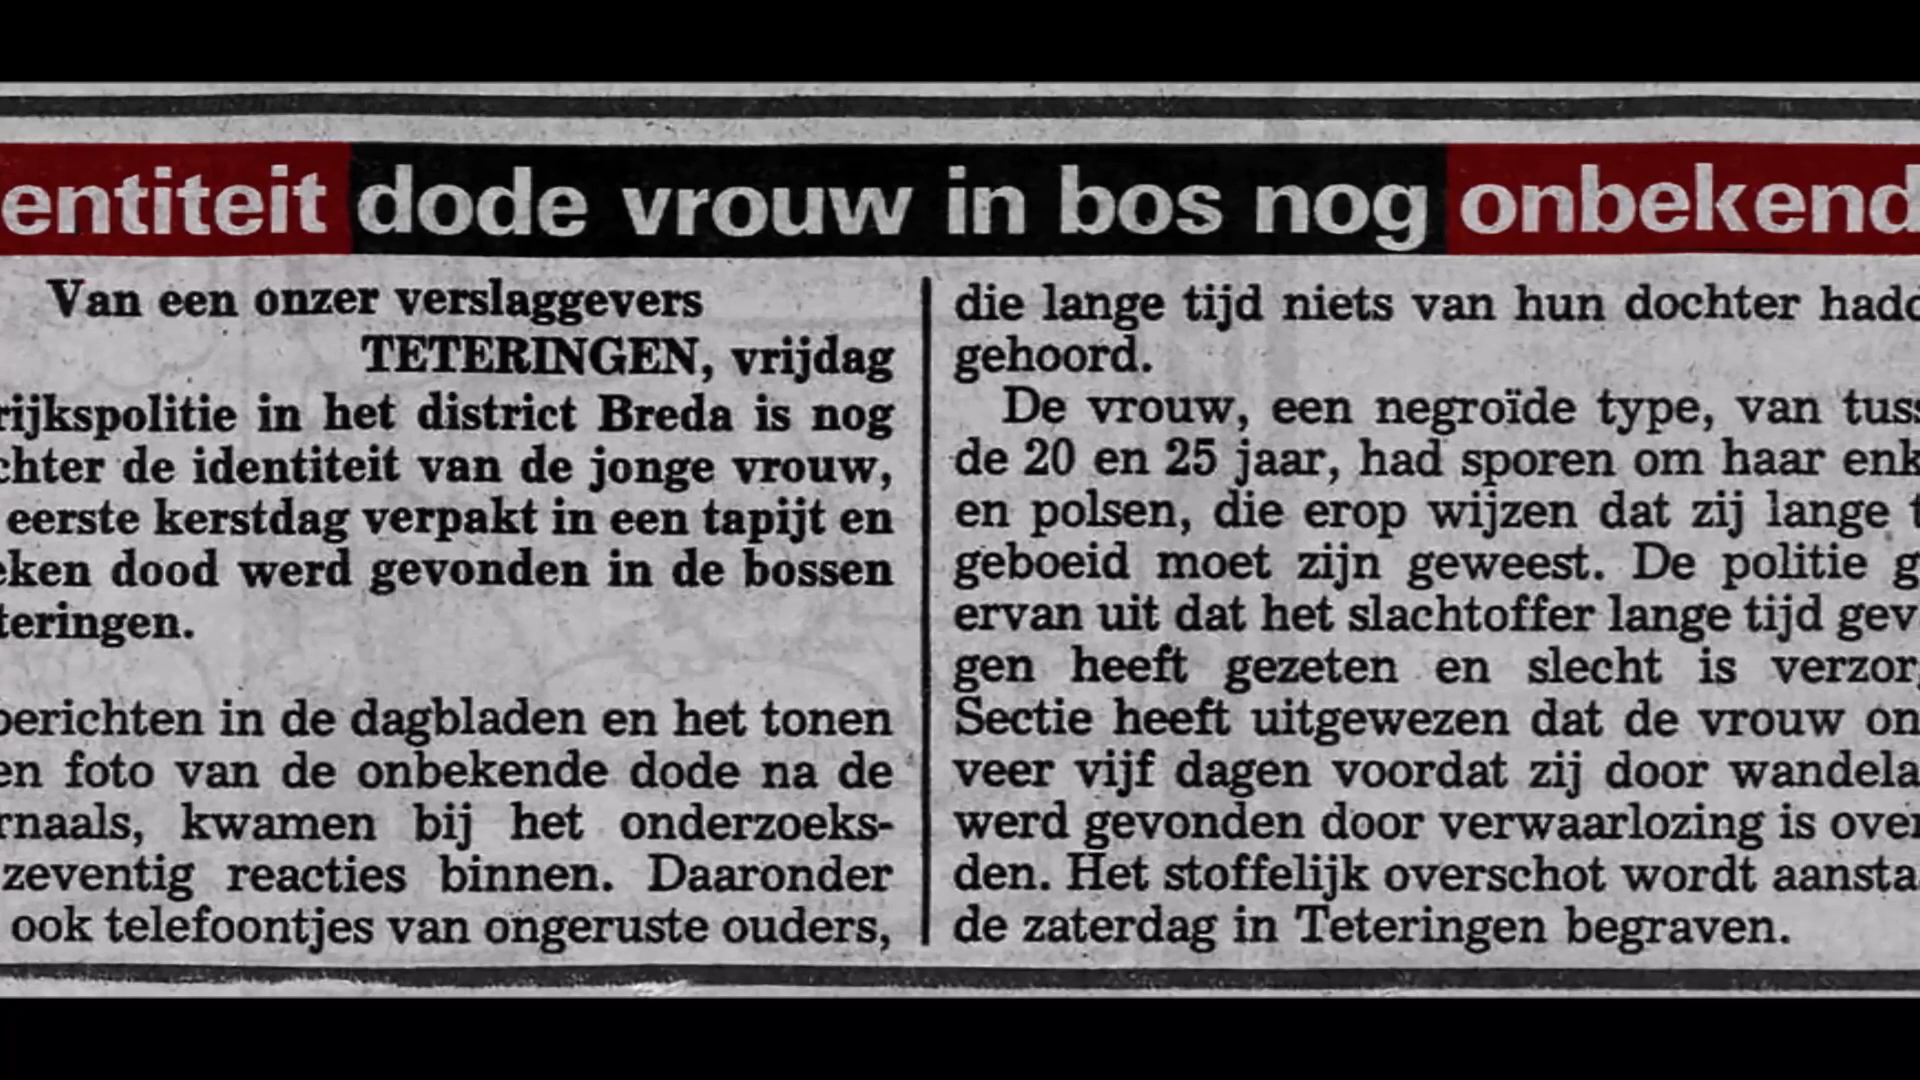 entiteit dode vrouw in bos nog onbekend
Van een onzer verslaggevers
TETERINGEN, vrijdag
rijkspolitie in het district Breda is nog
chter de identiteit van de jonge vrouw,
eerste kerstdag verpakt in een tapijt en
eken dood werd gevonden in de bossen
teringen.
berichten in de dagbladen en het tonen
en foto van de onbekende dode na de
rnaals, kwamen bij het onderzoeks-
zeventig reacties binnen. Daaronder
ook telefoontjes van ongeruste ouders,
die lange tijd niets van hun dochter hadd
gehoord.
De vrouw, een negroïde type, van tuss
de 20 en 25 jaar, had sporen om haar enk
en polsen, die erop wijzen dat zij lange t
geboeid moet zijn geweest. De politie g
ervan uit dat het slachtoffer lange tijd gev
gen heeft gezeten en slecht is verzor
Sectie heeft uitgewezen dat de vrouw on
veer vijf dagen voordat zij door wandela
werd gevonden door verwaarlozing is over
den. Het stoffelijk overschot wordt aansta
de zaterdag in Teteringen begraven.